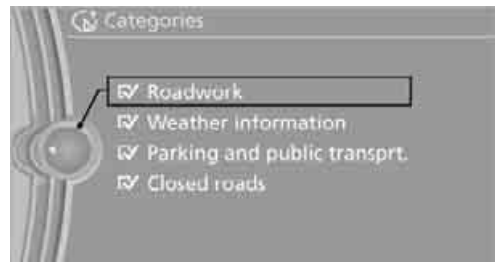 Categories
Roadwork
Weather information
Parking and public transprt.
Closed roads